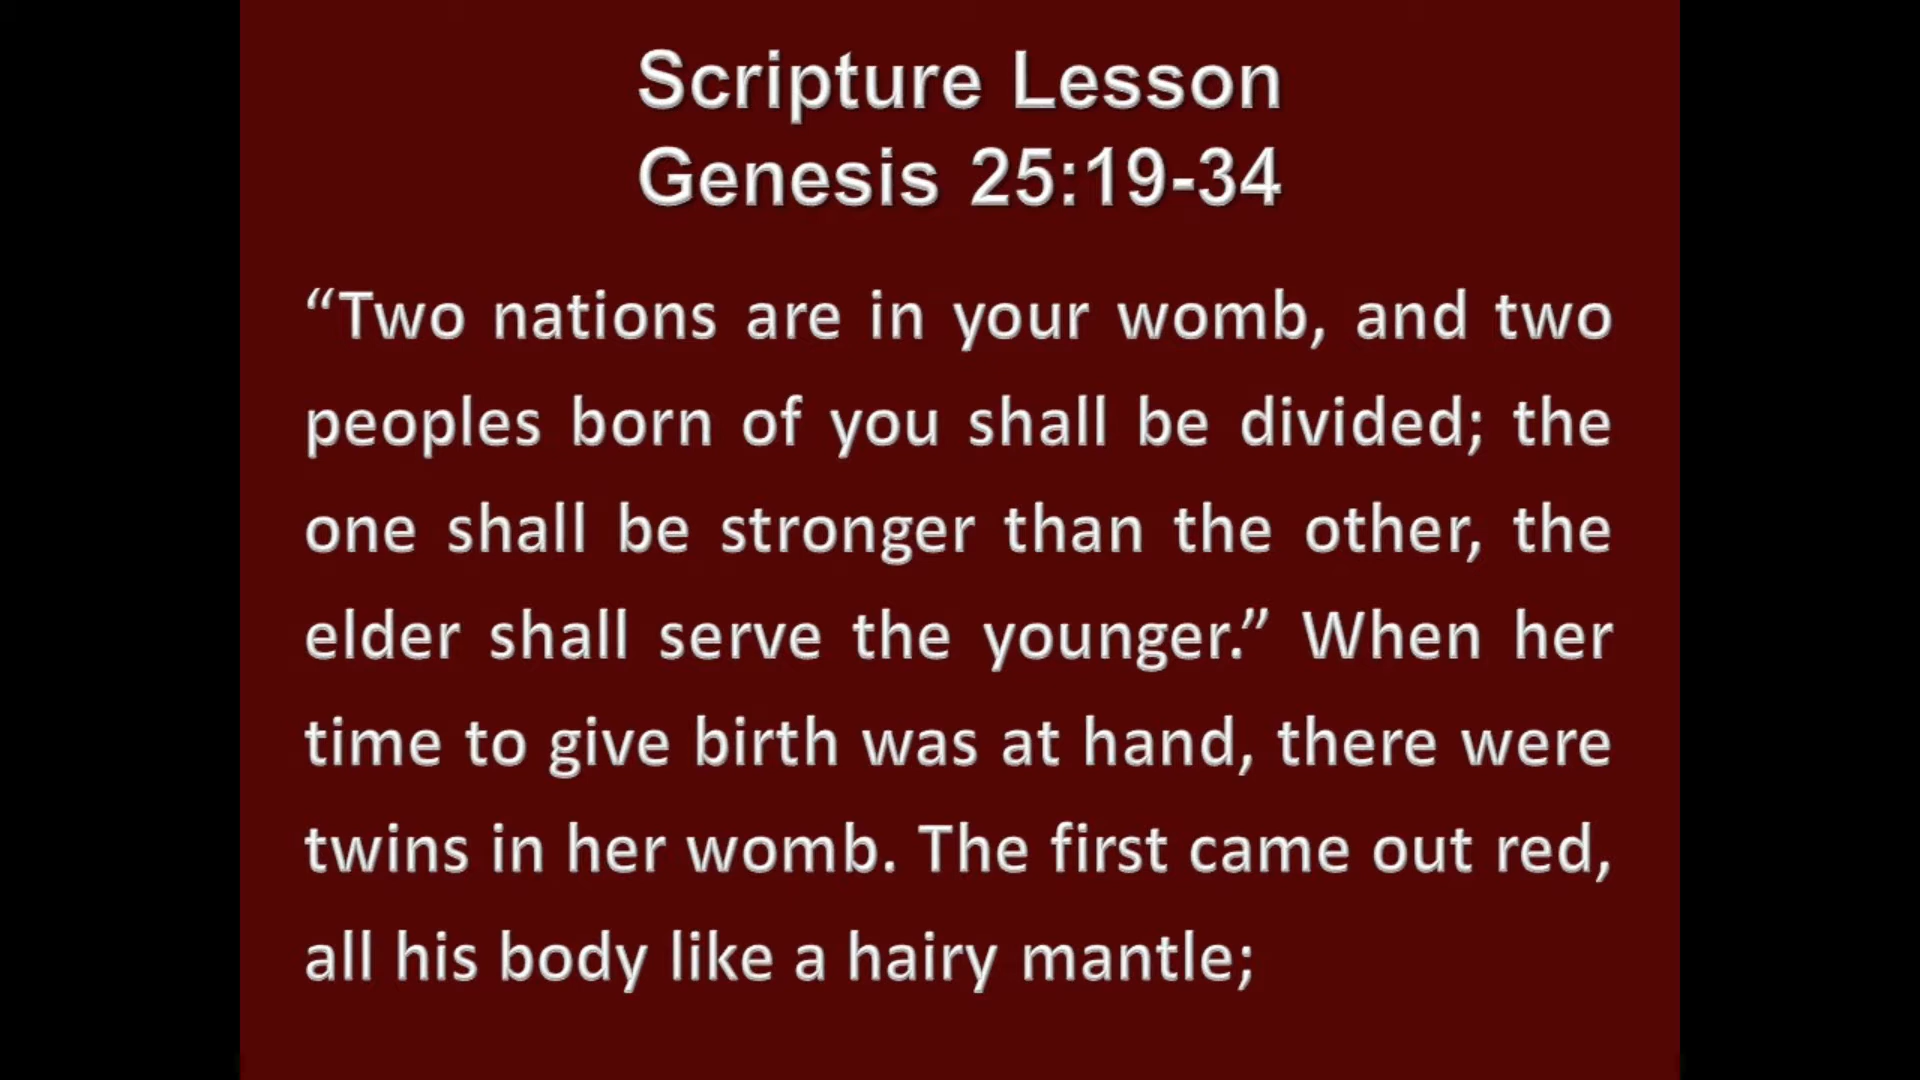 Scripture Lesson
Genesis 25:19-34
“Two nations are in your womb, and two
peoples born of you shall be divided; the
one shall be stronger than the other, the
elder shall serve the younger.” When her
time to give birth was at hand, there were
twins in her womb. The first came out red,
all his body like a hairy mantle;